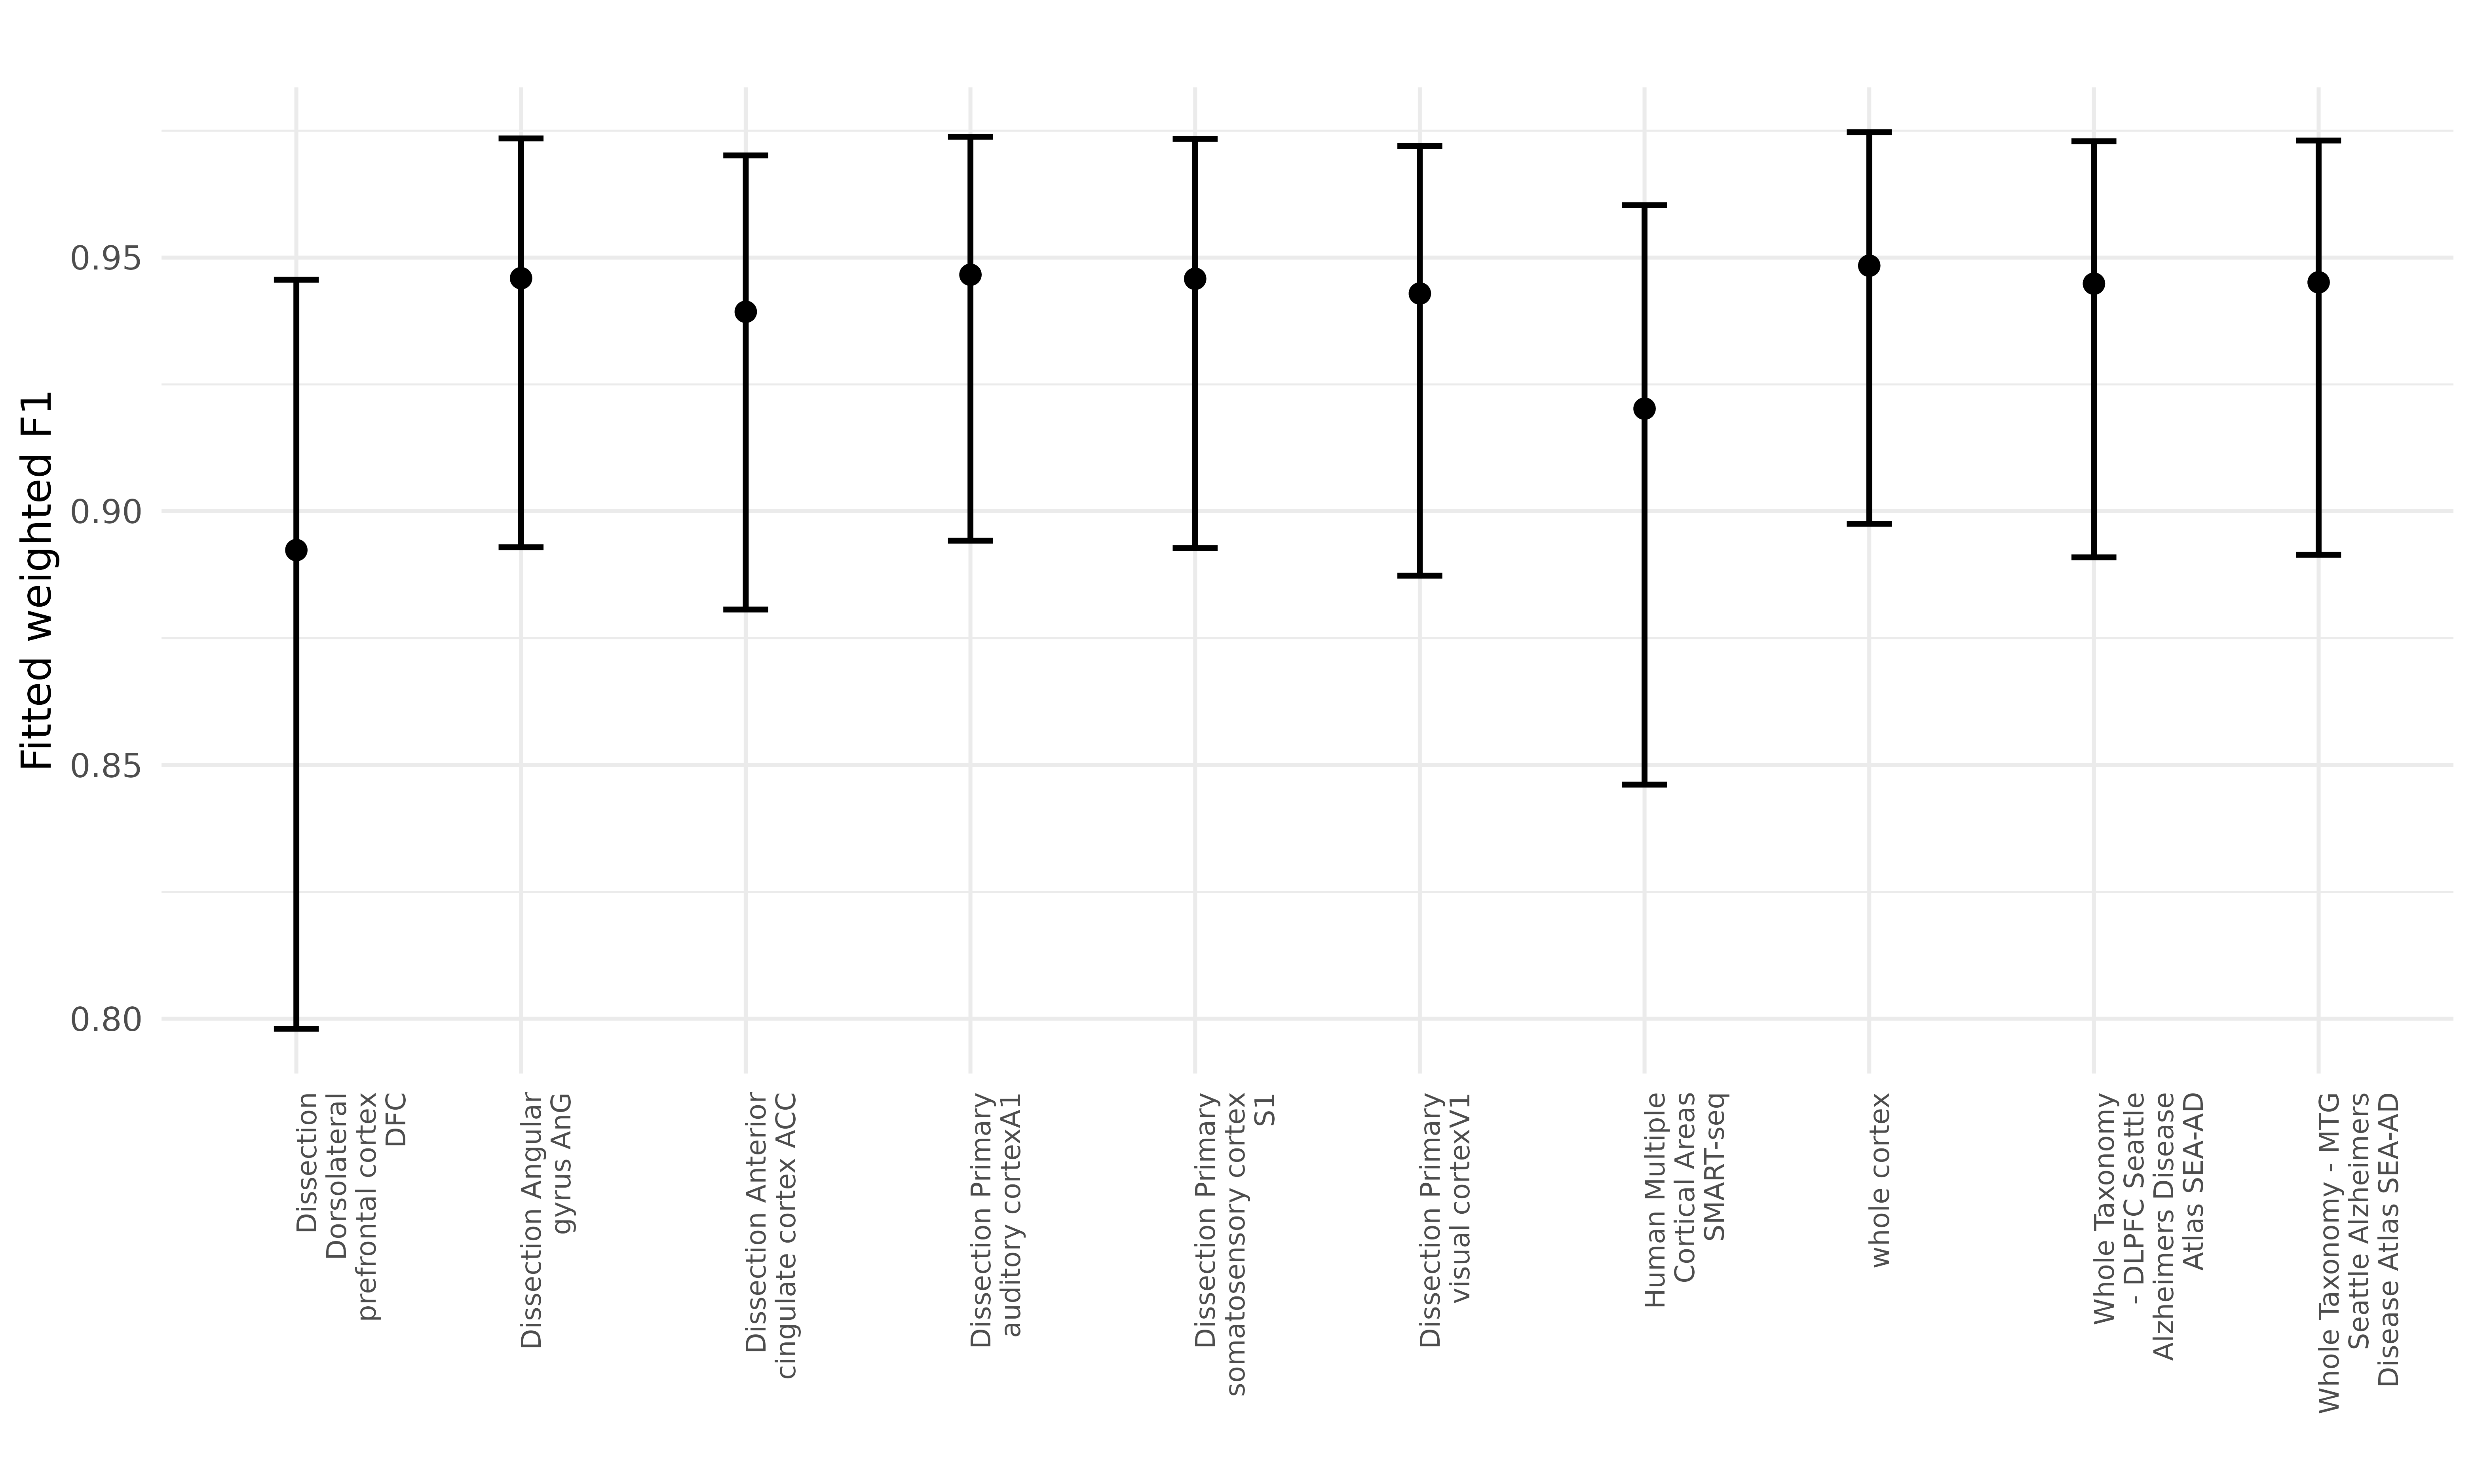 Fitted weighted F1
0.95
0.90
0.85
0.80
Dissection
Dorsolateral
prefrontal cortex
DFC
Dissection Angular
gyrus AnG
Dissection Anterior
cingulate cortex ACC
Dissection Primary
auditory cortexA1
Dissection Primary
somatosensory cortex
S1
Dissection Primary
visual cortexV1
Human Multiple
Cortical Areas
SMART-seq
whole cortex
Whole Taxonomy
- DLPFC Seattle
Alzheimers Disease
Atlas SEA-AD
Whole Taxonomy - MTG
Seattle Alzheimers
Disease Atlas SEA-AD